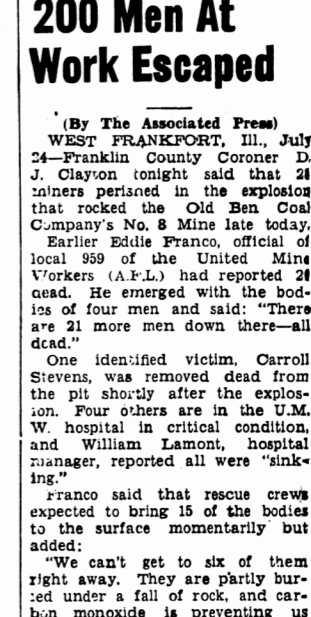 200 Men At
Work Escaped
(By The Associated Press)
WEST FRANKFORT, Ill., July
24—Franklin County Coroner D.
J. Clayton tonight said that
miners perished in the explosion
that rocked the Old Ben Coal
Company's No. 8 Mine late today.
Earlier Eddie Franco, official of
local 959 of the United Mine
Workers (A.F.L.) had reported
dead. He emerged with the bod-
ies of four men and said: "There
are 21 more men down there—all
dead."
One identified victim, Carroll
Stevens, was removed dead from
the pit shortly after the explos-
ion. Four others are in the U.M.
W. hospital in critical condition,
and William Lamont, hospital
manager, reported all were "sink-
ing."
Franco said that rescue crews
expected to bring 15 of the bodies
to the surface momentarily but
added:
"We can't get to six of them
right away. They are partly bur-
ied under a fall of rock, and car-
bon monoxide is preventing us